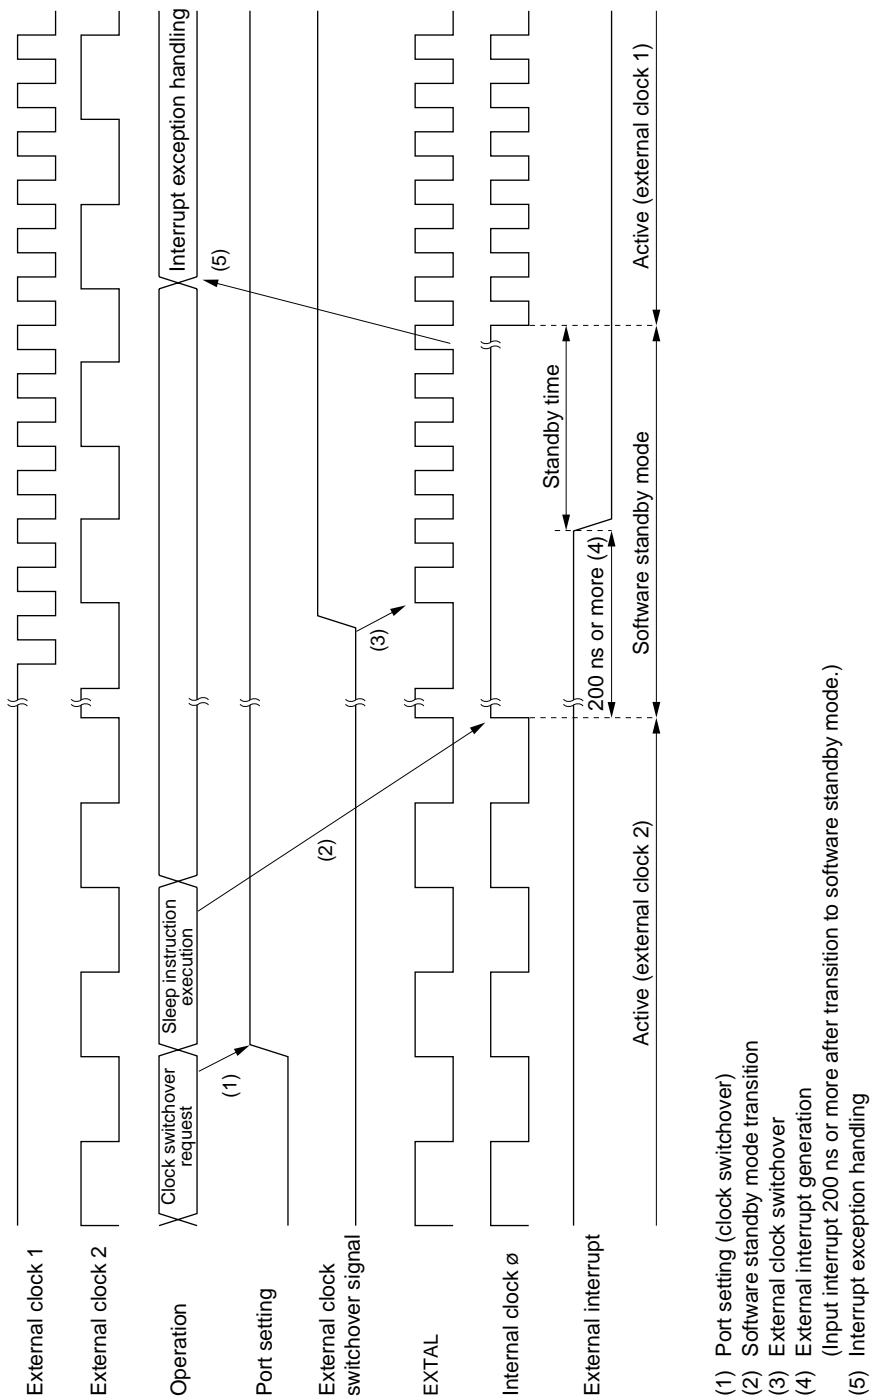 External clock 1
External clock 2
Operation
Clock switchover
request
Sleep instruction
execution
Interrupt exception handling
Port setting
(1)
(5)
External clock
switchover signal
(2)
(3)
EXTAL
Internal clock ø
Standby time
External interrupt
200 ns or more (4)
Active (external clock 2)
Software standby mode
Active (external clock 1)
(1) Port setting (clock switchover)
(2) Software standby mode transition
(3) External clock switchover
(4) External interrupt generation
(Input interrupt 200 ns or more after transition to software standby mode.)
(5) Interrupt exception handling